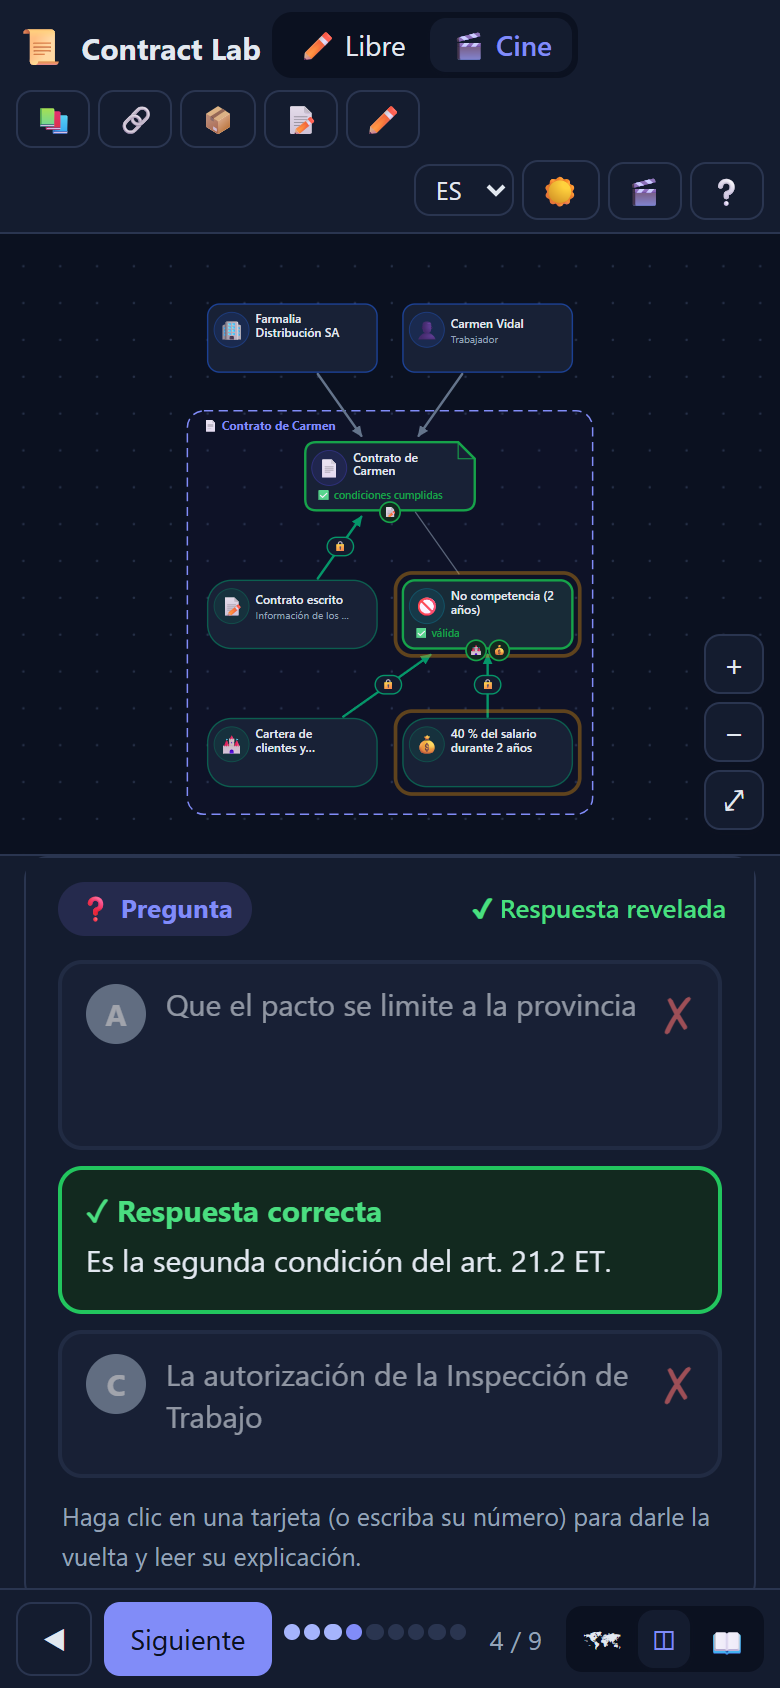 Contract Lab
Libre
Cine
ES
?
Farmalia
Distribución SA
Carmen Vidal
Trabajador
Contrato de Carmen
Contrato de
Carmen
condiciones cumplidas
Contrato escrito
Información de los ...
No competencia (2
años)
válida
Cartera de
clientes y...
40 % del salario
durante 2 años
+
−
Pregunta
✓ Respuesta revelada
A
Que el pacto se limite a la provincia
✗
✓ Respuesta correcta
Es la segunda condición del art. 21.2 ET.
C
La autorización de la Inspección de
Trabajo
✗
Haga clic en una tarjeta (o escriba su número) para darle la
vuelta y leer su explicación.
Siguiente
4 / 9